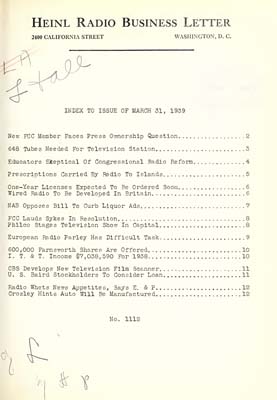 HEINL RADIO BUSINESS LETTER
2400 CALIFORNIA STREET WASHINGTON, D. C.
INDEX TO ISSUE OF MARCH 31, 1939
New FCC Member Faces Press Ownership Question....................2
648 Tubes Needed For Television Station....................3
Educators Skeptical Of Congressional Radio Reform....................4
Prescriptions Carried By Radio To Islands....................5
One-Year Licenses Expected To Be Ordered Soon....................6
Wired Radio To Be Developed In Britain....................6
NAB Opposes Bill To Curb Liquor Ads....................7
FCC Lauds Sykes In Resolution....................8
Philco Stages Television Show In Capital....................8
European Radio Parley Has Difficult Task....................9
600,000 Farnsworth Shares Are Offered....................10
I. T. & T. Income $7,038,590 For 1938....................10
CBS Develops New Television Film Scanner....................11
U. S. Baird Stockholders To Consider Loan....................11
Radio Whets News Appetites, Says E. & P....................12
Crosley Hints Auto Will Be Manufactured....................12
No. 1112